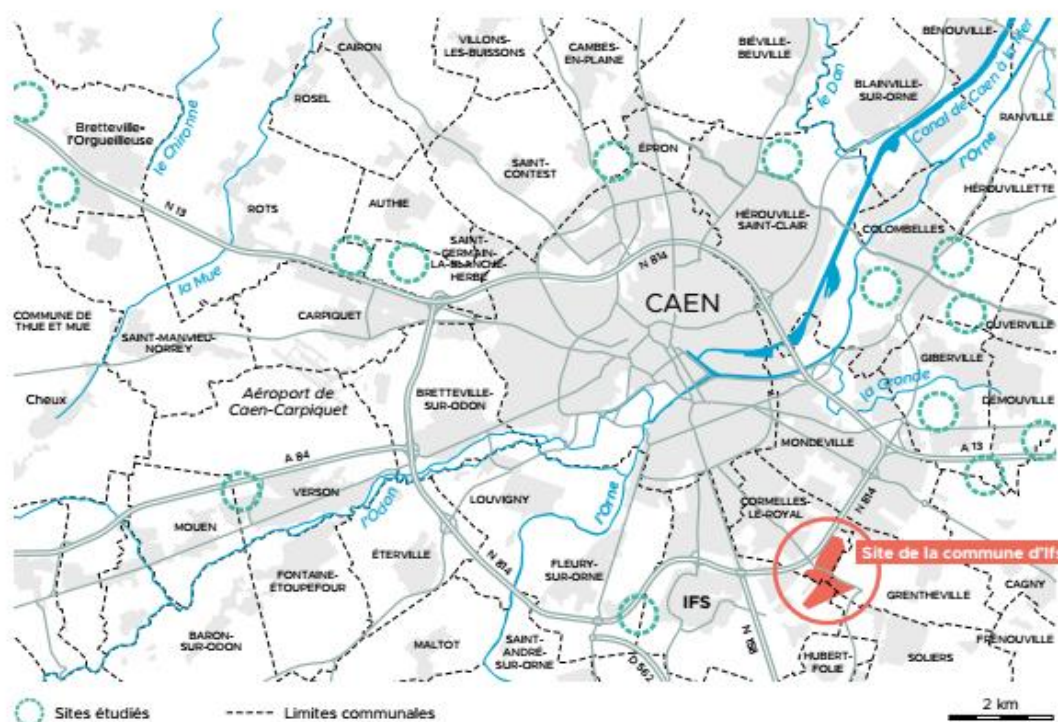 CAIRON
VILLONS-
LES-BUISSONS
CAMBES-
EN-PLAINE
BIÉVILLE-
BEUVILLE
BÉNOUVILLE
le Dan
BLAINVILLE-
SUR-ORNE
Canal de Caen à la Mer
RANVILLE
l'Orne
ROSEL
Bretteville-
l'Orgueilleuse
le Chironne
ÉPRON
SAINT-
CONTEST
HÉROUVILLETTE
N 13
ROTS
AUTHIE
HÉROUVILLE-
SAINT-CLAIR
COLOMBELLES
SAINT-
GERMAIN-
LA-BLANCHE-
HERBE
N 814
la Mue
CAEN
COMMUNE DE
THUE ET MUE
CARPIQUET
CUVERVILLE
SAINT-MANVIEU-
NORREY
GIBERVILLE
la Gronde
Cheux
Aéroport de
Caen-Carpiquet
BRETTEVILLE-
SUR-ODON
DÉMOUVILLE
MONDEVILLE
A 13
A 84
VERSON
l'Odon
LOUVIGNY
l'Orne
CORMELLES-
LE-ROYAL
N 814
MOUEN
ÉTERVILLE
N 814
FLEURY-
SUR-ORNE
Site de la commune d'Ifs
FONTAINE-
ÉTOUPEFOUR
IFS
GRENTHEVILLE
CAGNY
BARON-
SUR-ODON
MALTOT
SAINT-
ANDRÉ-
SUR-ORNE
D 562
N 158
HUBERT-
FOLIE
SOLIERS
FRÉNOUVILLE
Sites étudiés
Limites communales
2 km